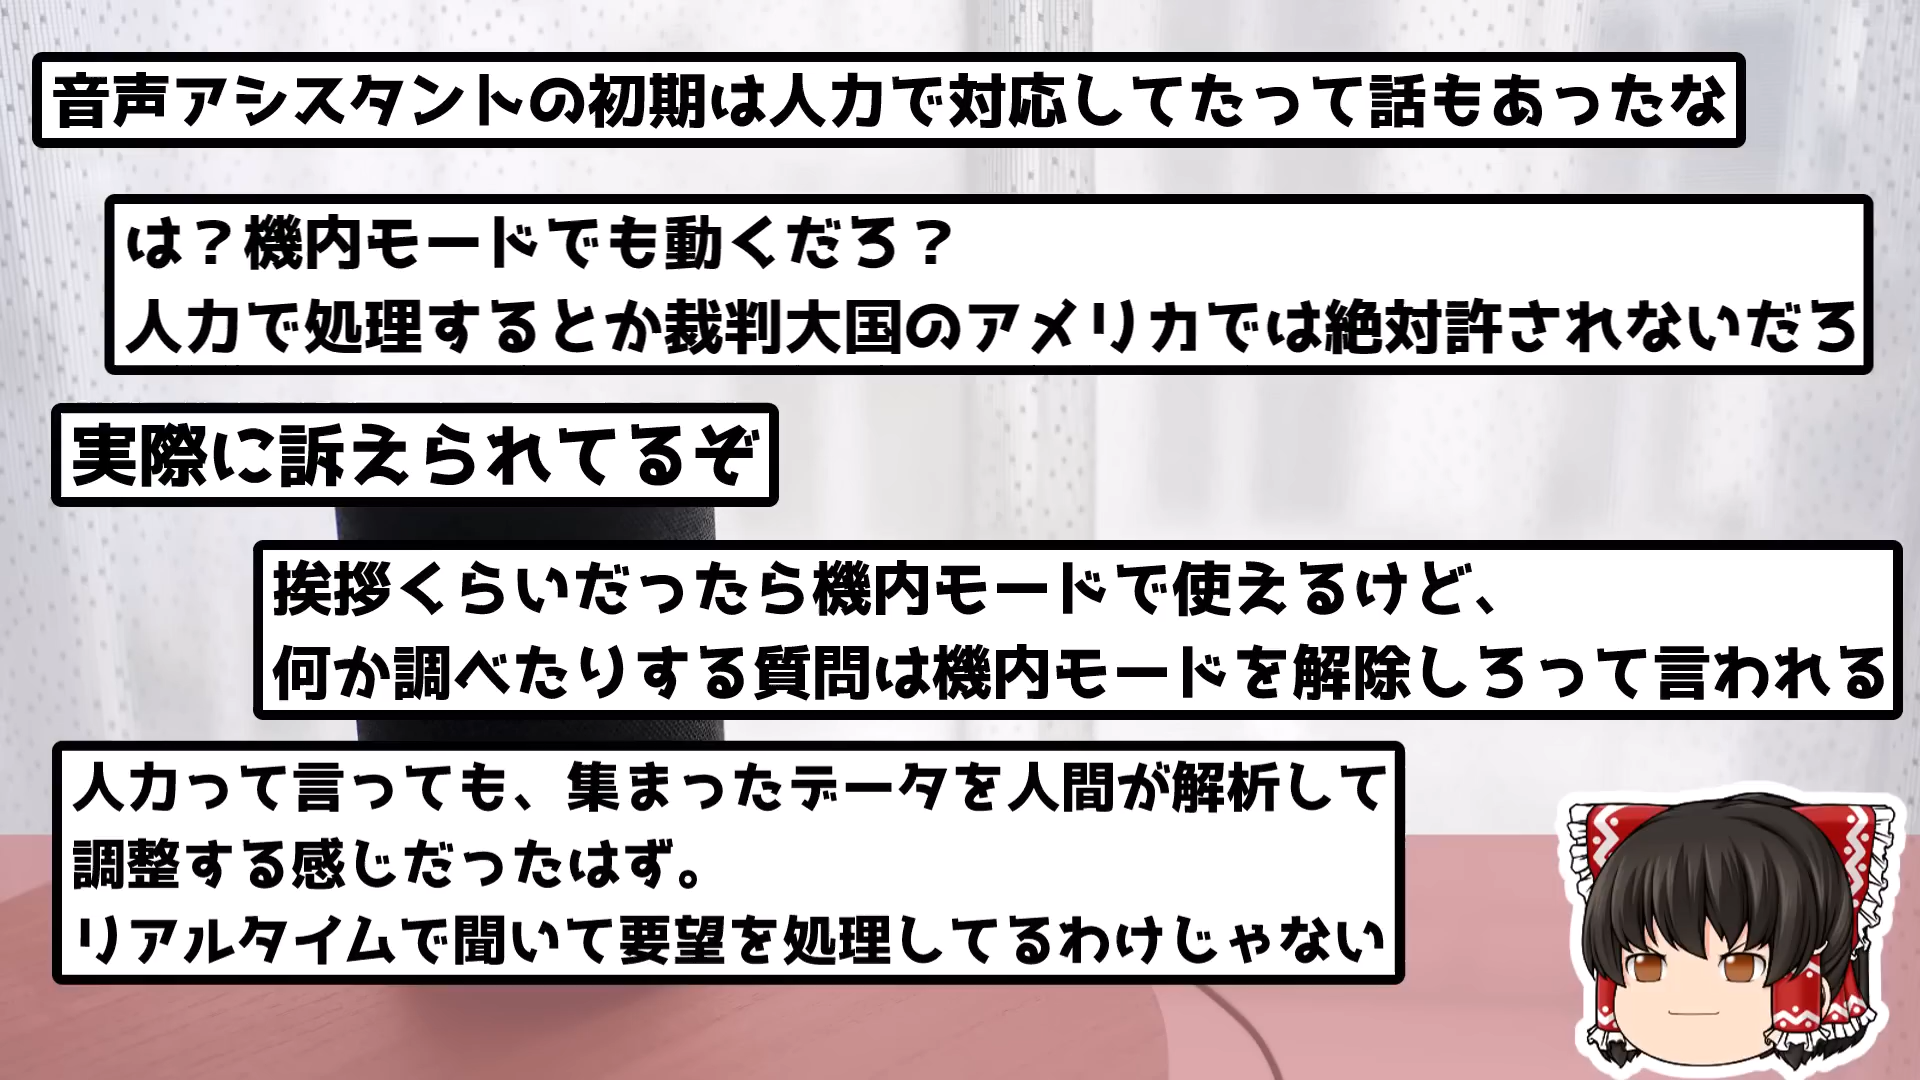 音声アシスタントの初期は人力で対応してたって話もあったな
は？機内モードでも動くだろ？
人力で処理するとか裁判大国のアメリカでは絶対許されないだろ
実際に訴えられてるぞ
挨拶くらいだったら機内モードで使えるけど、
何か調べたりする質問は機内モードを解除しろって言われる
人力って言っても、集まったデータを人間が解析して
調整する感じだったはず。
リアルタイムで聞いて要望を処理してるわけじゃない